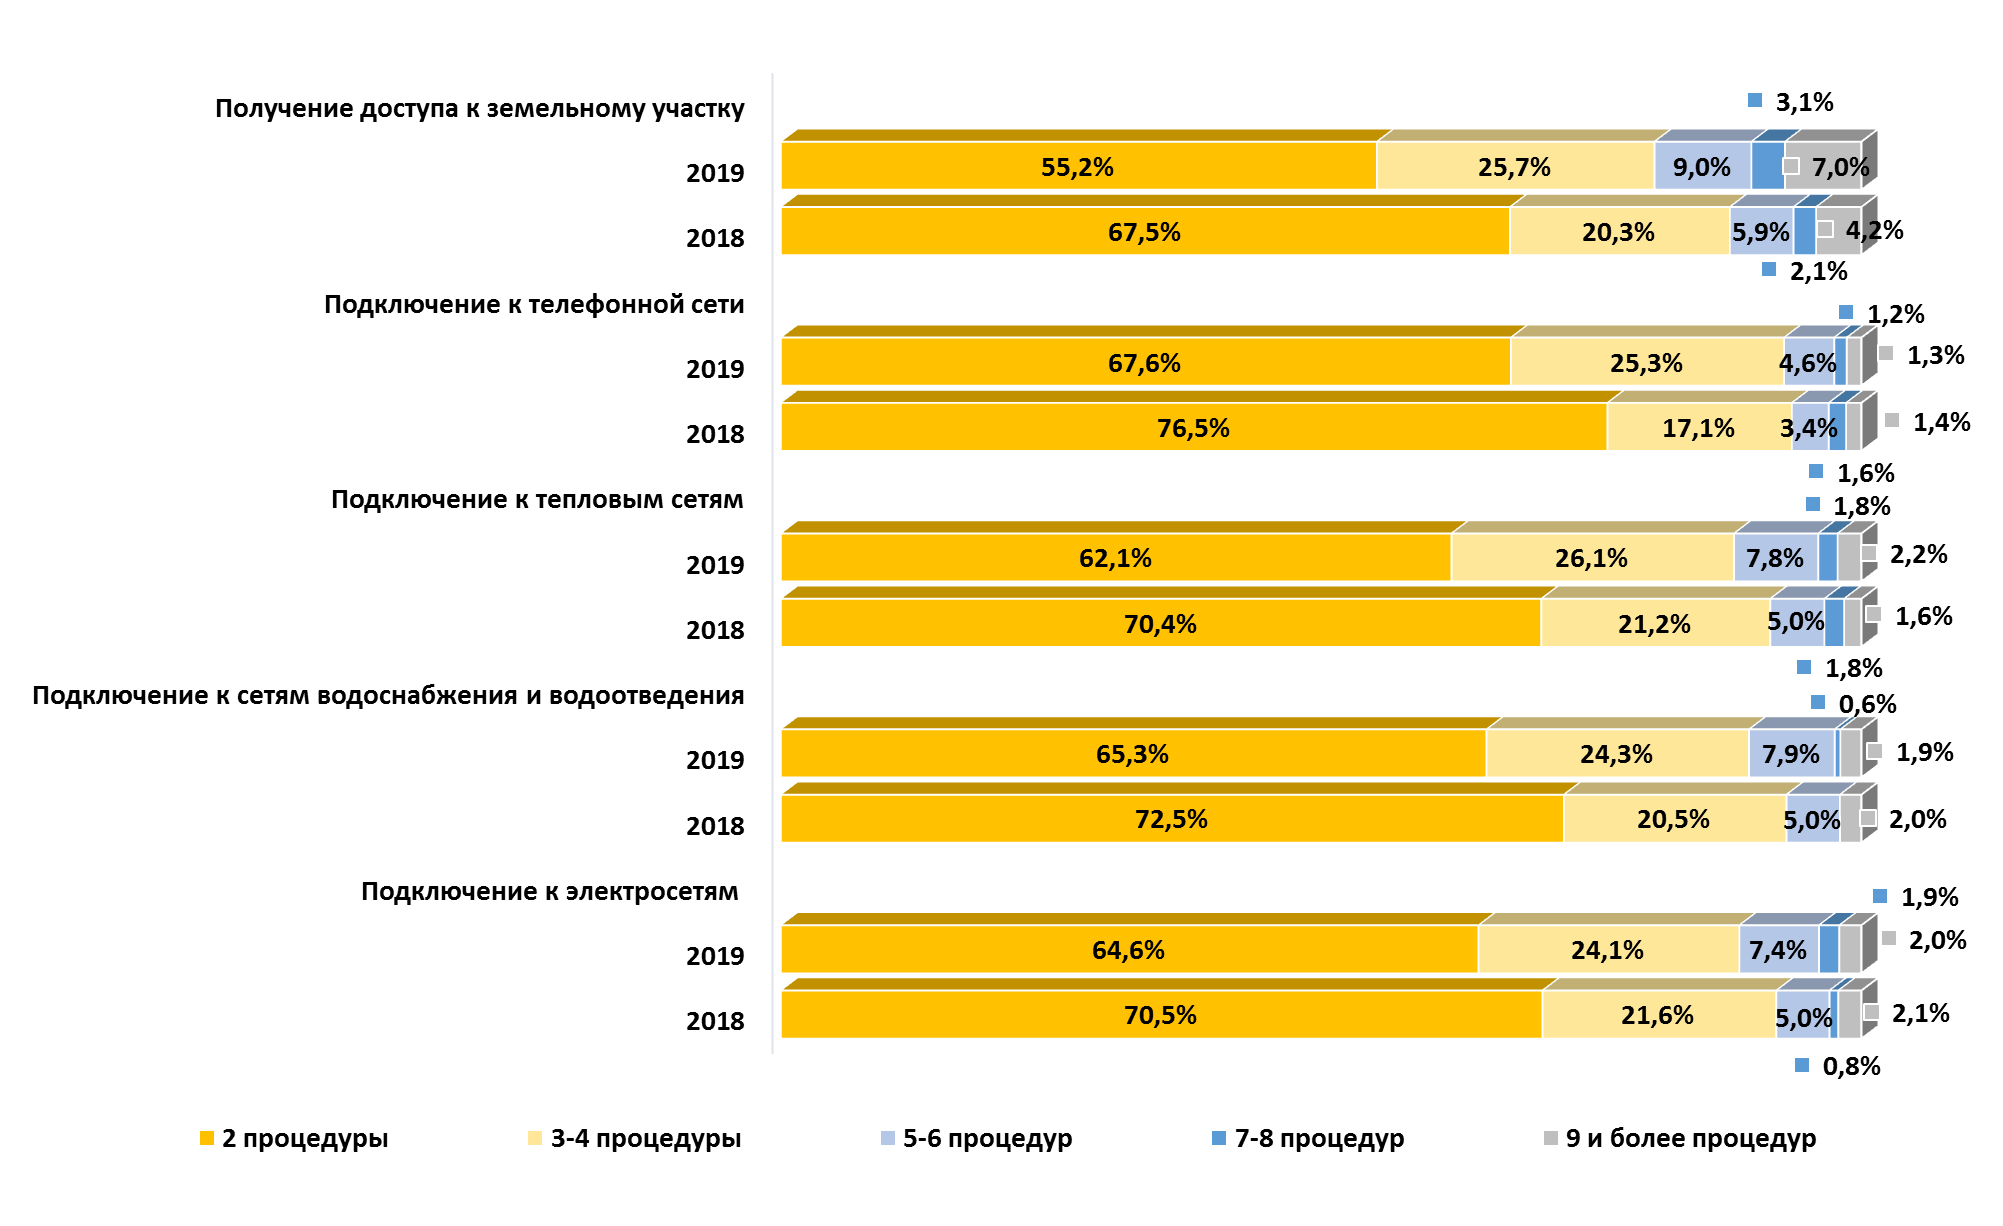 Получение доступа к земельному участку
3,1%
2019
55,2% 25,7% 9,0% 7,0%
2018
67,5% 20,3% 5,9% 4,2%
2,1%
Подключение к телефонной сети
1,2%
2019
67,6% 25,3% 4,6% 1,3%
2018
76,5% 17,1% 3,4% 1,4%
1,6%
Подключение к тепловым сетям
1,8%
2019
62,1% 26,1% 7,8% 2,2%
2018
70,4% 21,2% 5,0% 1,6%
1,8%
Подключение к сетям водоснабжения и водоотведения
0,6%
2019
65,3% 24,3% 7,9% 1,9%
2018
72,5% 20,5% 5,0% 2,0%
Подключение к электросетям
1,9%
2019
64,6% 24,1% 7,4% 2,0%
2018
70,5% 21,6% 5,0% 2,1%
0,8%
2 процедуры 3-4 процедуры 5-6 процедур 7-8 процедур 9 и более процедур